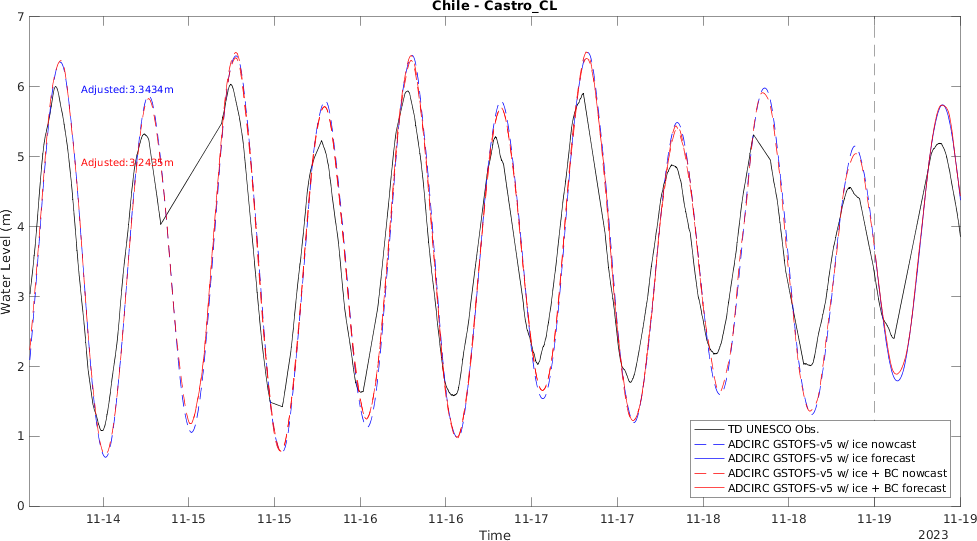 Chile - Castro_CL
7
6
5
4
3
2
1
0
Water Level (m)
Adjusted:3.3434m
Adjusted:3.2435m
TD UNESCO Obs.
ADCIRC GSTOFS-v5 w/ ice nowcast
ADCIRC GSTOFS-v5 w/ ice forecast
ADCIRC GSTOFS-v5 w/ ice + BC nowcast
ADCIRC GSTOFS-v5 w/ ice + BC forecast
11-14 11-15 11-15 11-16 11-16 11-17 11-17 11-18 11-18 11-19 11-19
Time
2023